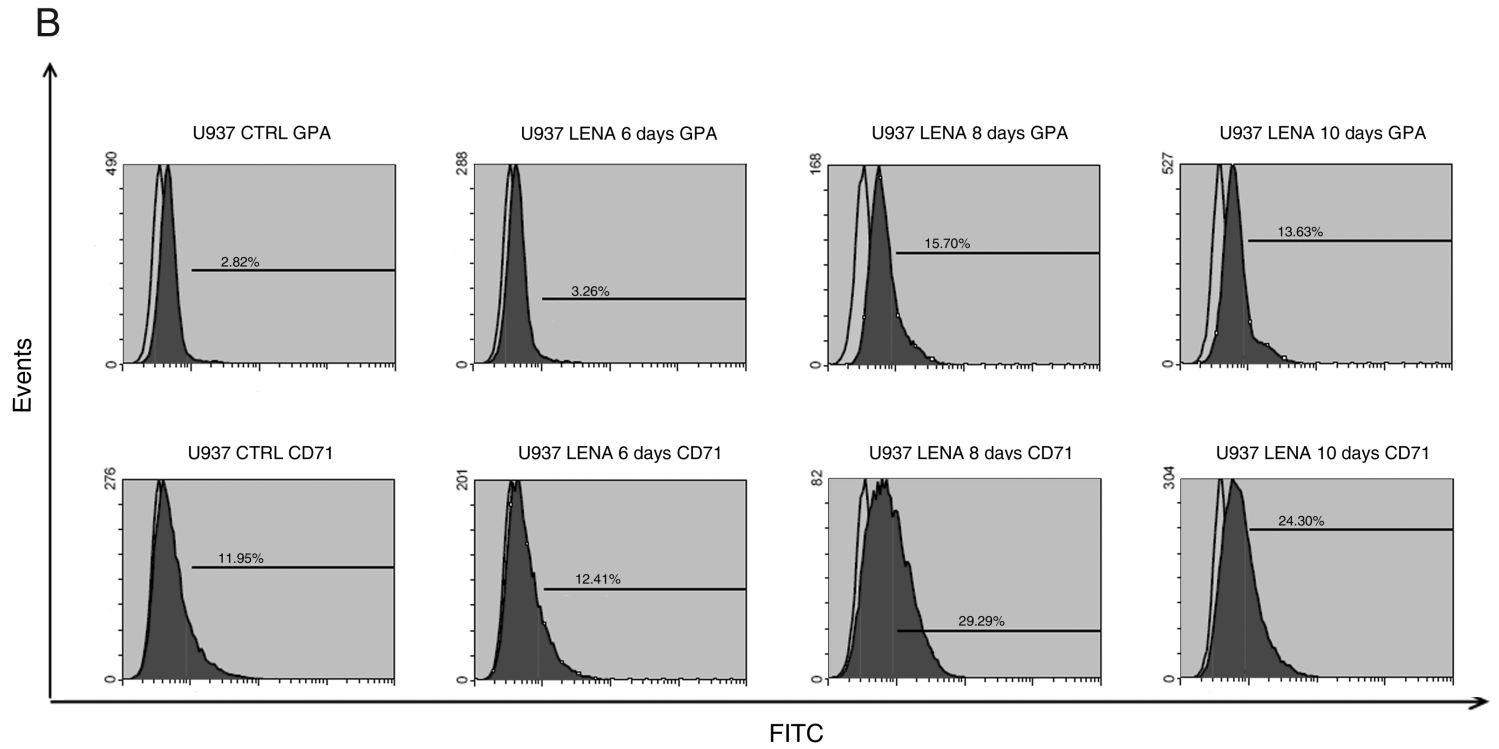 B
U937 CTRL GPA
U937 LENA 6 days GPA
U937 LENA 8 days GPA
U937 LENA 10 days GPA
490
2.82%
0
288
3.26%
0
168
15.70%
0
527
13.63%
0
Events
U937 CTRL CD71
U937 LENA 6 days CD71
U937 LENA 8 days CD71
U937 LENA 10 days CD71
276
11.95%
0
201
12.41%
0
82
29.29%
0
304
24.30%
0
FITC